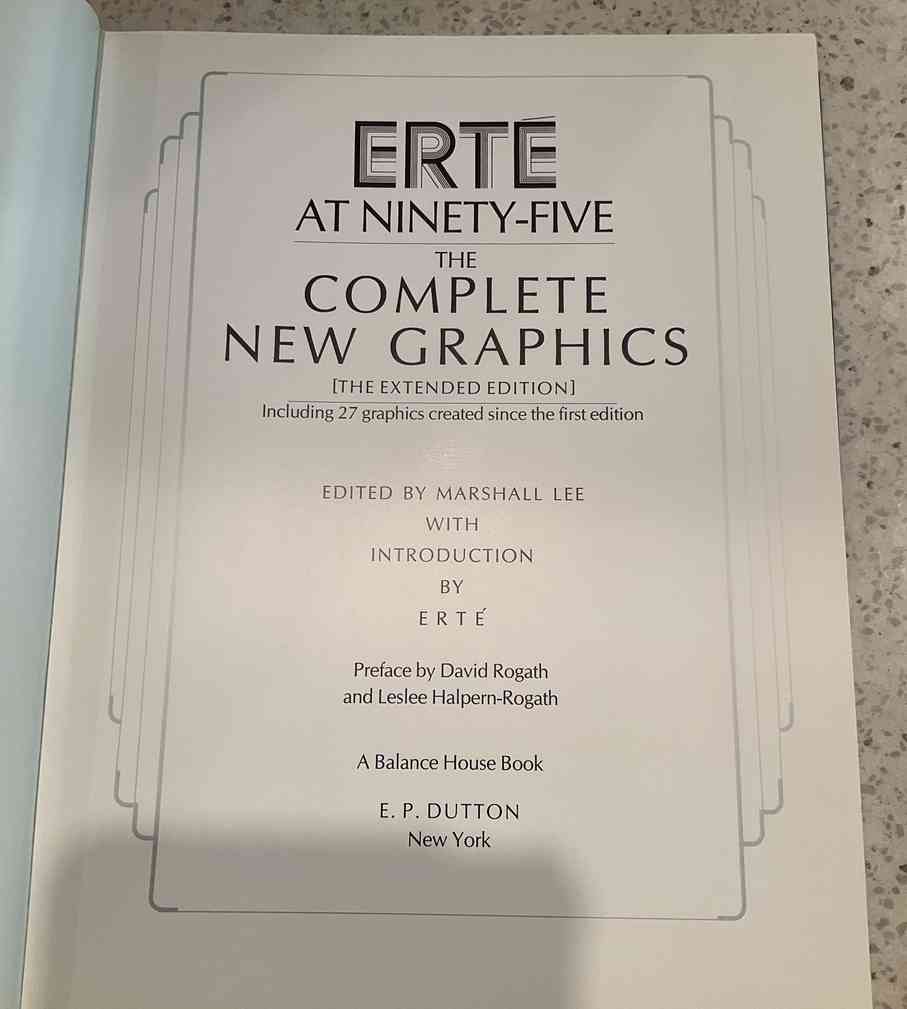 ERTÉ
AT NINETY-FIVE
THE
COMPLETE
NEW GRAPHICS
[THE EXTENDED EDITION]
Including 27 graphics created since the first edition
EDITED BY MARSHALL LEE
WITH
INTRODUCTION
BY
ERTÉ
Preface by David Rogath
and Leslee Halpern-Rogath
A Balance House Book
E. P. DUTTON
New York